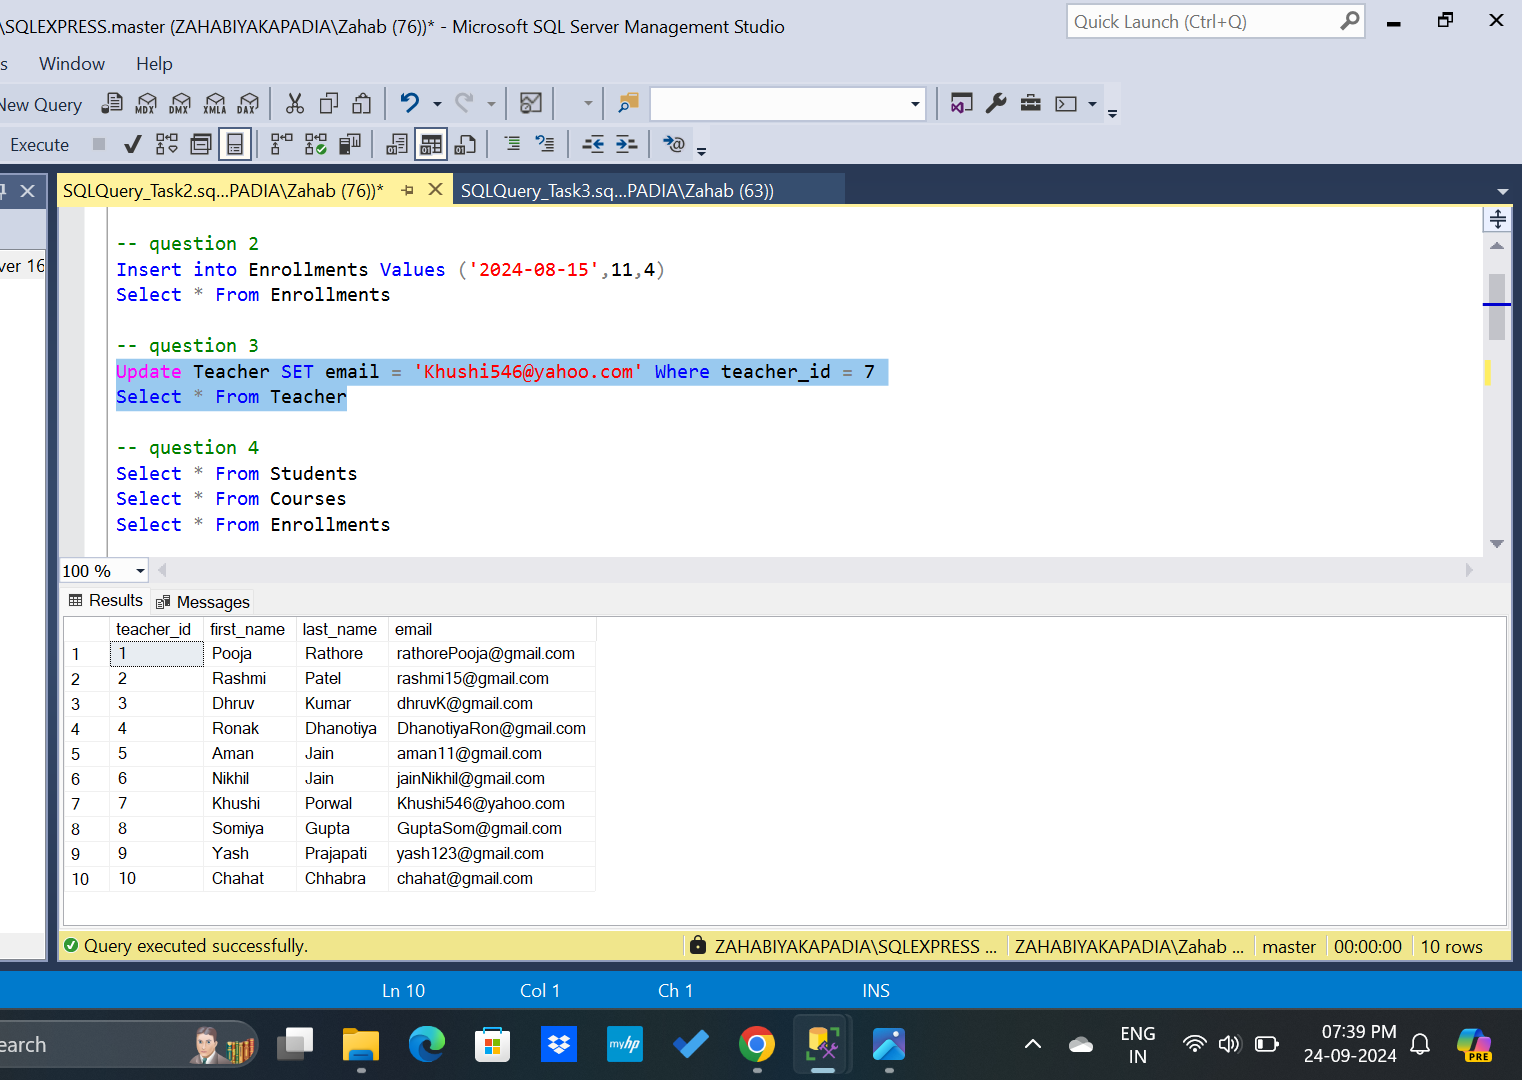 \SQLEXPRESS.master (ZAHABIYAKAPADIA\Zahab (76))* - Microsoft SQL Server Management Studio
Quick Launch (Ctrl+Q)
s Window Help
New Query MDX DMX XMLA DAX
Execute
SQLQuery_Task2.sq...PADIA\Zahab (76))*
SQLQuery_Task3.sq...PADIA\Zahab (63))
ver 16
-- question 2
Insert into Enrollments Values ('2024-08-15',11,4)
Select * From Enrollments
-- question 3
Update Teacher SET email = 'Khushi546@yahoo.com' Where teacher_id = 7
Select * From Teacher
-- question 4
Select * From Students
Select * From Courses
Select * From Enrollments
100 %
Results Messages
teacher_id first_name last_name email
1 1 Pooja Rathore rathorePooja@gmail.com
2 2 Rashmi Patel rashmi15@gmail.com
3 3 Dhruv Kumar dhruvK@gmail.com
4 4 Ronak Dhanotiya DhanotiyaRon@gmail.com
5 5 Aman Jain aman11@gmail.com
6 6 Nikhil Jain jainNikhil@gmail.com
7 7 Khushi Porwal Khushi546@yahoo.com
8 8 Somiya Gupta GuptaSom@gmail.com
9 9 Yash Prajapati yash123@gmail.com
10 10 Chahat Chhabra chahat@gmail.com
Query executed successfully.
ZAHABIYAKAPADIA\SQLEXPRESS ... ZAHABIYAKAPADIA\Zahab ... master 00:00:00 10 rows
Ln 10 Col 1 Ch 1 INS
earch
myhp
ENG
IN
07:39 PM
24-09-2024
PRE